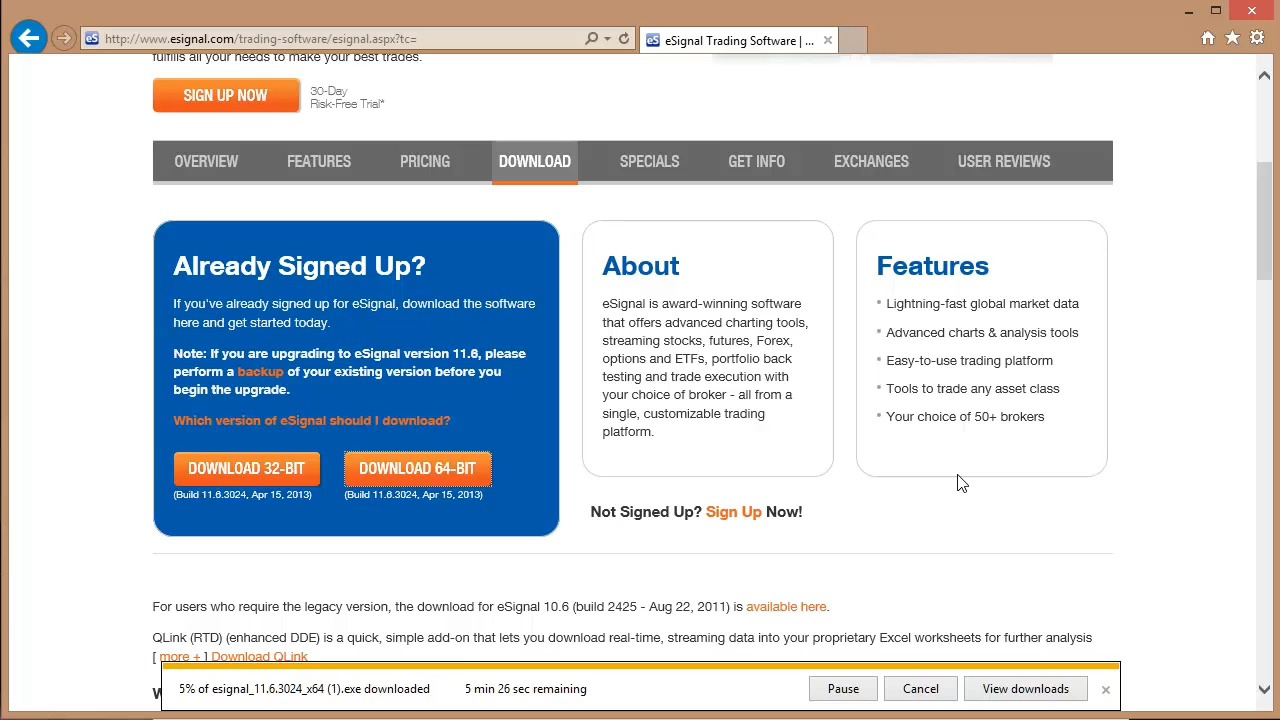 http://www.esignal.com/trading-software/esignal.aspx?tc=
eSignal Trading Software | ...
fulfills all your needs to make your best trades.
SIGN UP NOW
30-Day
Risk-Free Trial*
OVERVIEW
FEATURES
PRICING
DOWNLOAD
SPECIALS
GET INFO
EXCHANGES
USER REVIEWS
Already Signed Up?
If you've already signed up for eSignal, download the software
here and get started today.
Note: If you are upgrading to eSignal version 11.6, please
perform a backup of your existing version before you
begin the upgrade.
Which version of eSignal should I download?
DOWNLOAD 32-BIT
(Build 11.6.3024, Apr 15, 2013)
DOWNLOAD 64-BIT
(Build 11.6.3024, Apr 15, 2013)
About
eSignal is award-winning software
that offers advanced charting tools,
streaming stocks, futures, Forex,
options and ETFs, portfolio back
testing and trade execution with
your choice of broker - all from a
single, customizable trading
platform.
Features
Lightning-fast global market data
Advanced charts & analysis tools
Easy-to-use trading platform
Tools to trade any asset class
Your choice of 50+ brokers
Not Signed Up? Sign Up Now!
For users who require the legacy version, the download for eSignal 10.6 (build 2425 - Aug 22, 2011) is available here.
QLink (RTD) (enhanced DDE) is a quick, simple add-on that lets you download real-time, streaming data into your proprietary Excel worksheets for further analysis
[ more + ] Download QLink
5% of esignal_11.6.3024_x64 (1).exe downloaded
5 min 26 sec remaining
Pause
Cancel
View downloads